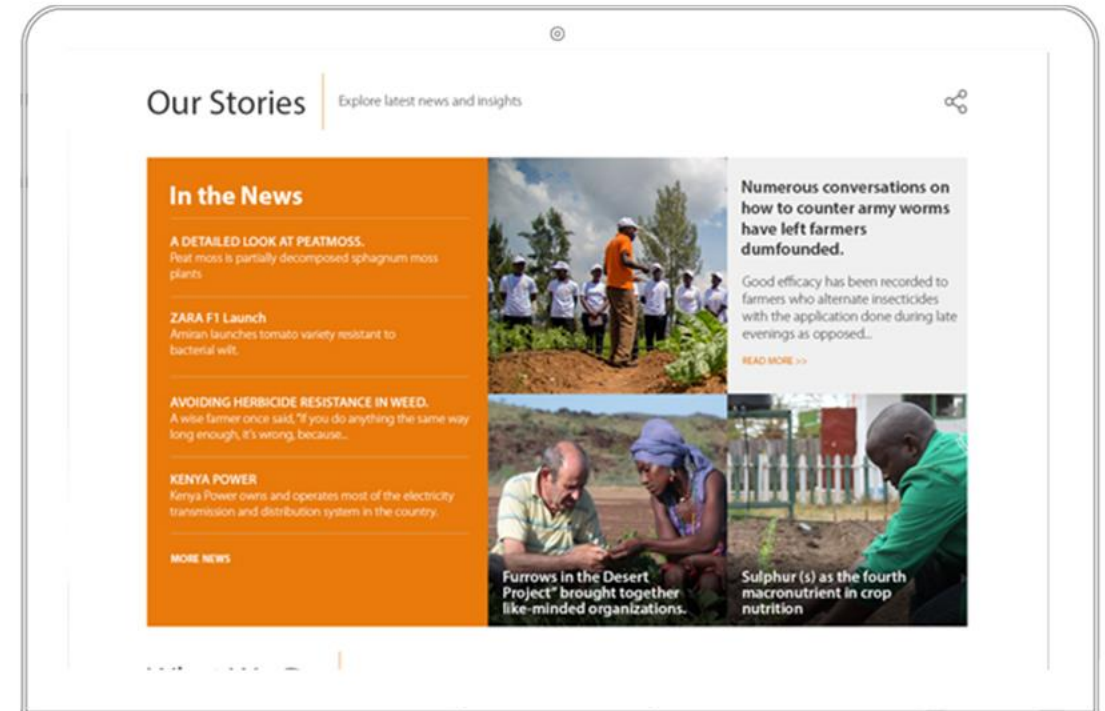 Our Stories
Explore latest news and insights
In the News
A DETAILED LOOK AT PEATMOSS.
Peat moss is partially decomposed sphagnum moss
plants
ZARA F1 Launch
Amiran launches tomato variety resistant to
bacterial wilt.
AVOIDING HERBICIDE RESISTANCE IN WEED.
A wise farmer once said, "If you do anything the same way
long enough, it's wrong, because...
KENYA POWER
Kenya Power owns and operates most of the electricity
transmission and distribution system in the country.
MORE NEWS
Numerous conversations on
how to counter army worms
have left farmers
dumfounded.
Good efficacy has been recorded to
farmers who alternate insecticides
with the application done during late
evenings as opposed...
READ MORE >>
Furrows in the Desert
Project" brought together
like-minded organizations.
Sulphur (s) as the fourth
macronutrient in crop
nutrition